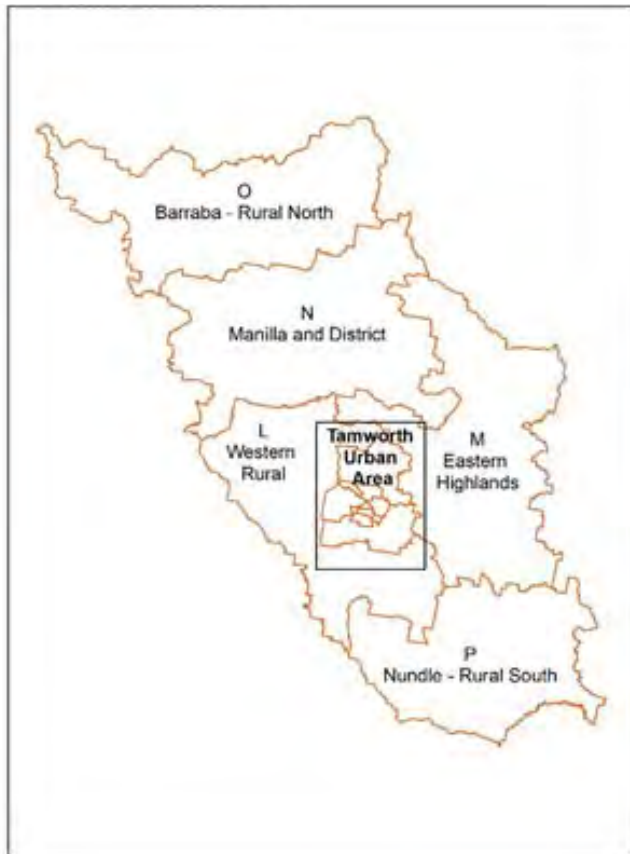 O
Barraba - Rural North
N
Manilla and District
L
Western
Rural
Tamworth
Urban
Area
M
Eastern
Highlands
P
Nundle - Rural South